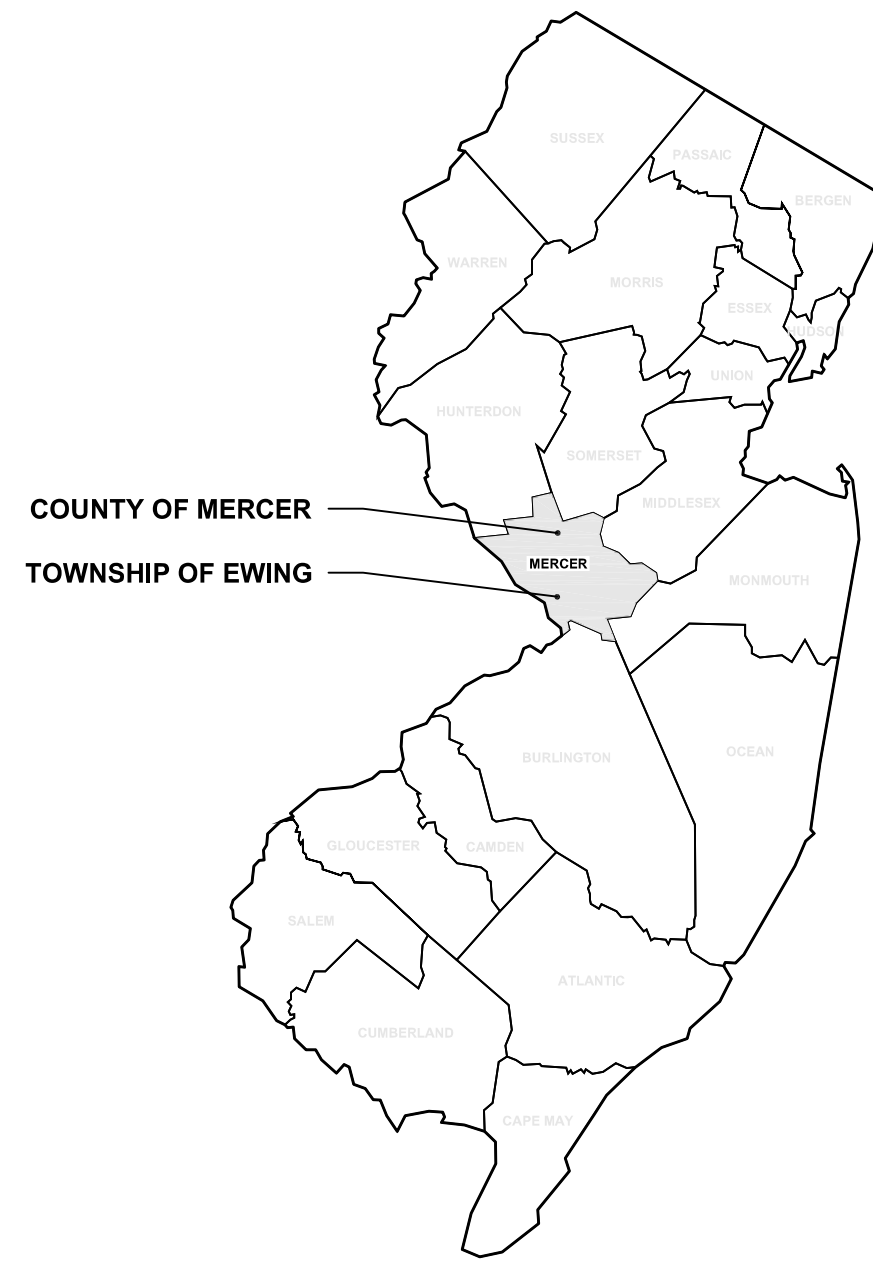 SUSSEX
PASSAIC
BERGEN
WARREN
MORRIS
ESSEX
HUDSON
UNION
HUNTERDON
SOMERSET
MIDDLESEX
COUNTY OF MERCER
MERCER
TOWNSHIP OF EWING
MONMOUTH
OCEAN
BURLINGTON
GLOUCESTER
CAMDEN
SALEM
ATLANTIC
CUMBERLAND
CAPE MAY